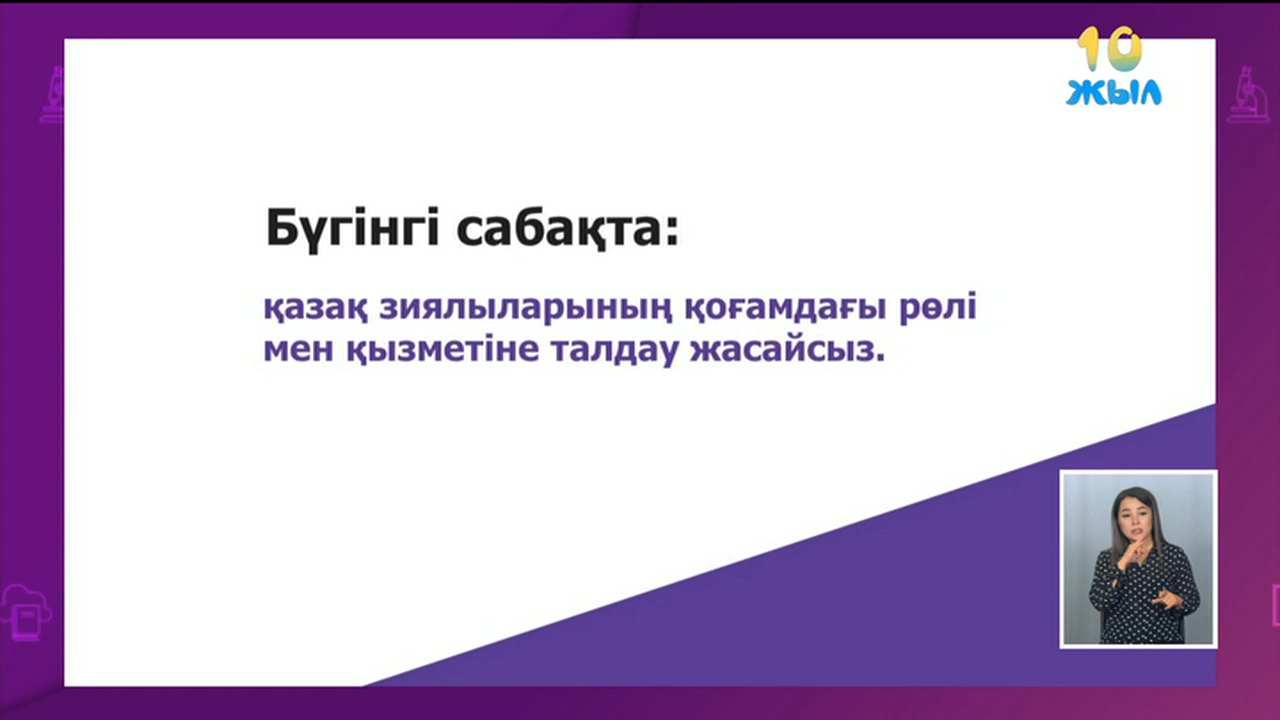 10
ЖЫЛ
Бүгінгі сабақта:
қазақ зиялыларының қоғамдағы рөлі
мен қызметіне талдау жасайсыз.